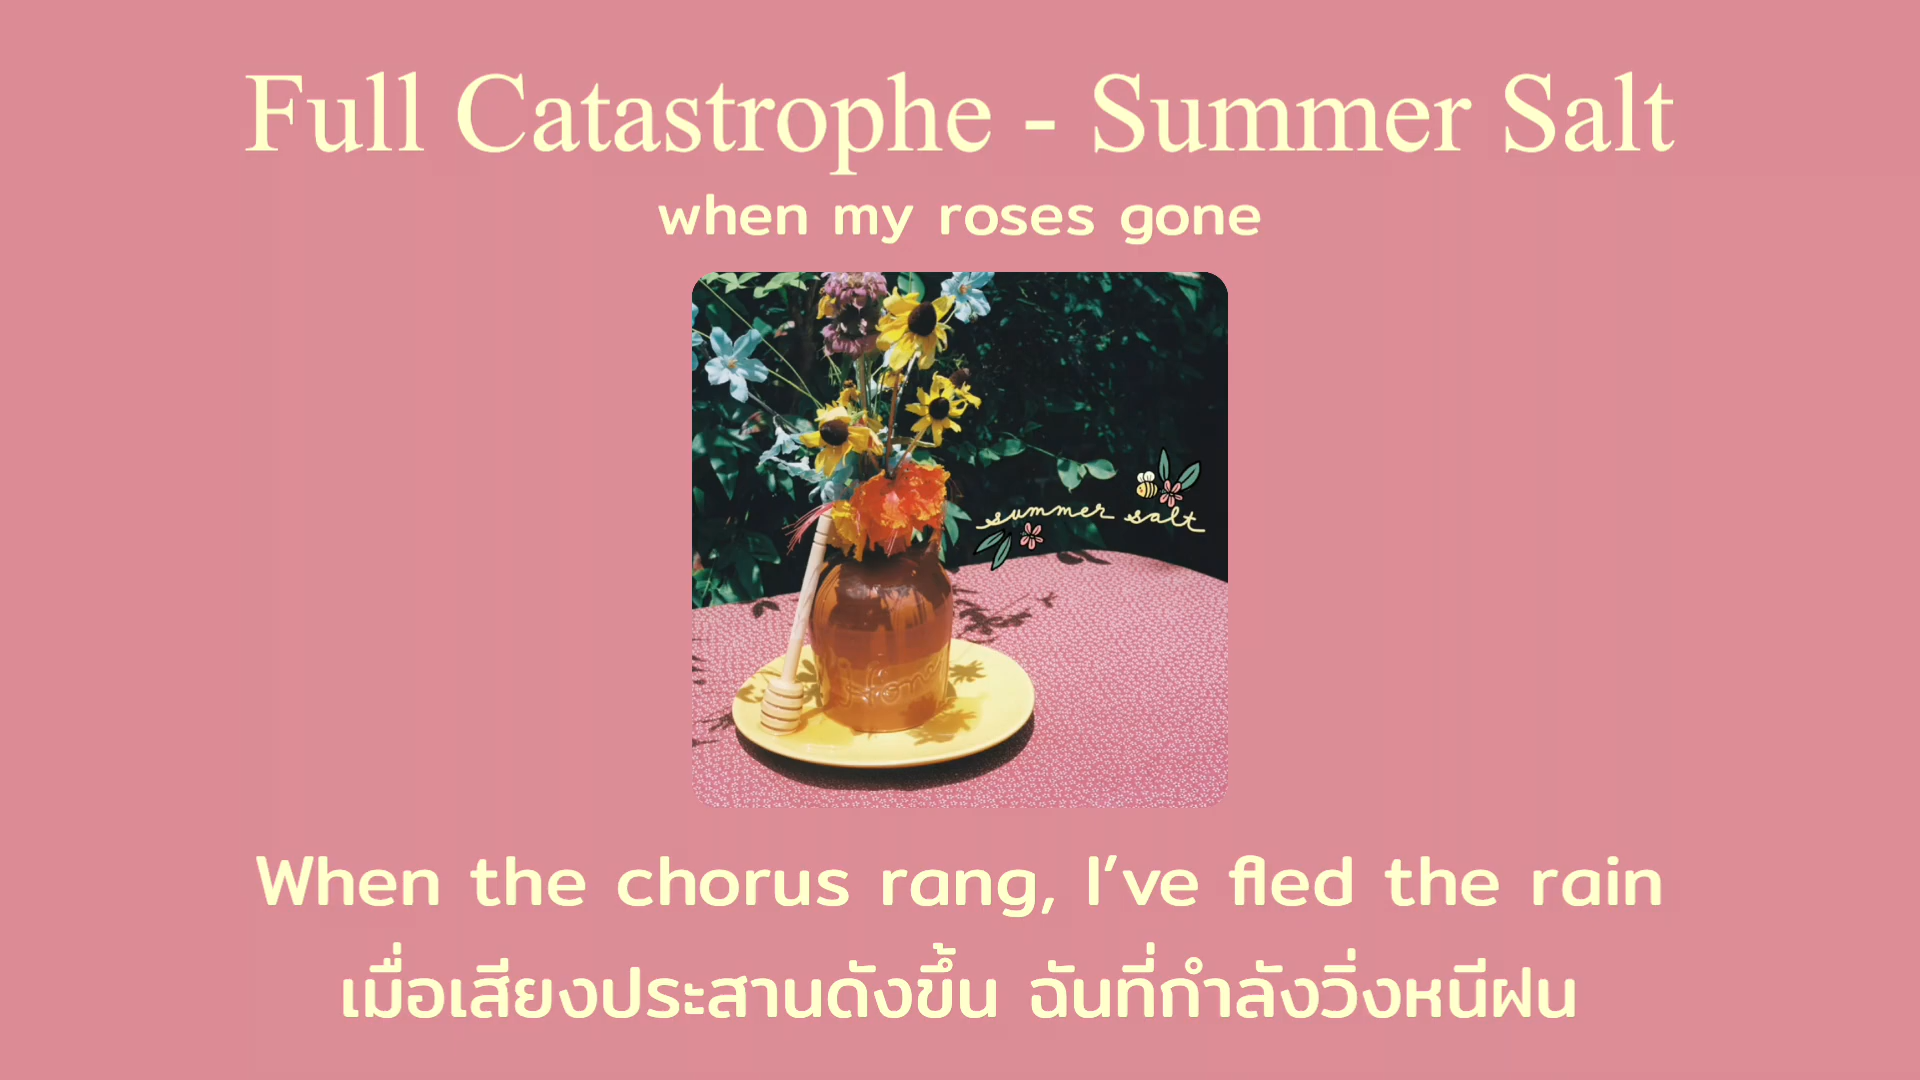 Full Catastrophe - Summer Salt
when my roses gone
summer salt
When the chorus rang, I’ve fled the rain
เมื่อเสียงประสานดังขึ้น ฉันที่กำลังวิ่งหนีฝน